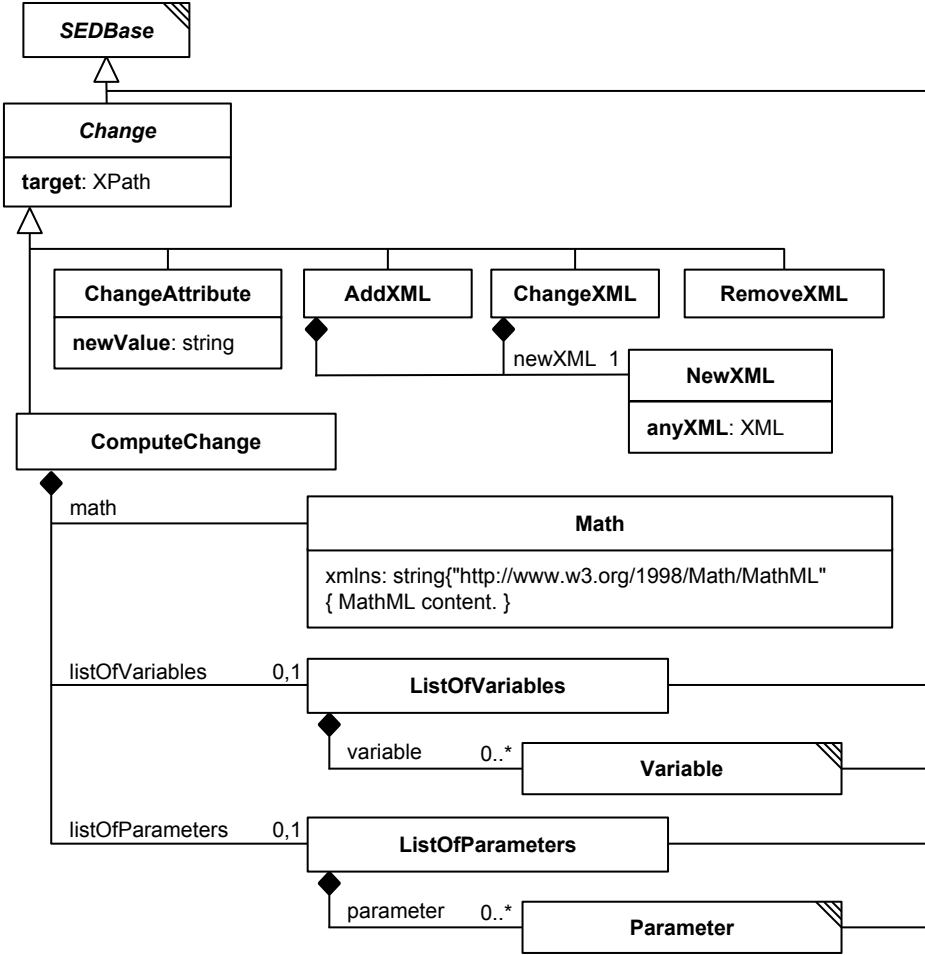 SEDBase
Change
target: XPath
ChangeAttribute
newValue: string
AddXML
ChangeXML
RemoveXML
newXML 1
NewXML
anyXML: XML
ComputeChange
math
Math
xmlns: string{"http://www.w3.org/1998/Math/MathML"
{ MathML content. }
listOfVariables 0,1
ListOfVariables
variable 0..*
Variable
listOfParameters 0,1
ListOfParameters
parameter 0..*
Parameter